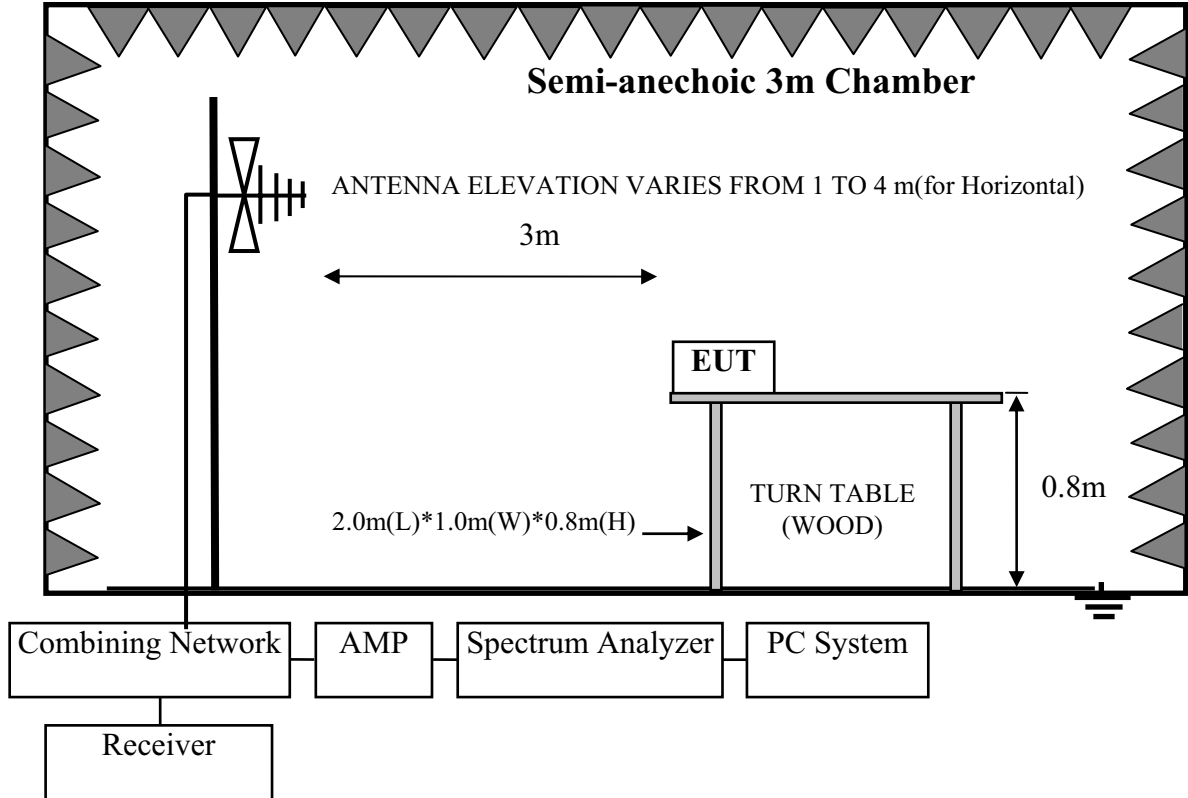 Semi-anechoic 3m Chamber
ANTENNA ELEVATION VARIES FROM 1 TO 4 m(for Horizontal)
3m
EUT
0.8m
TURN TABLE
(WOOD)
2.0m(L)*1.0m(W)*0.8m(H)
Combining Network
AMP
Spectrum Analyzer
PC System
Receiver